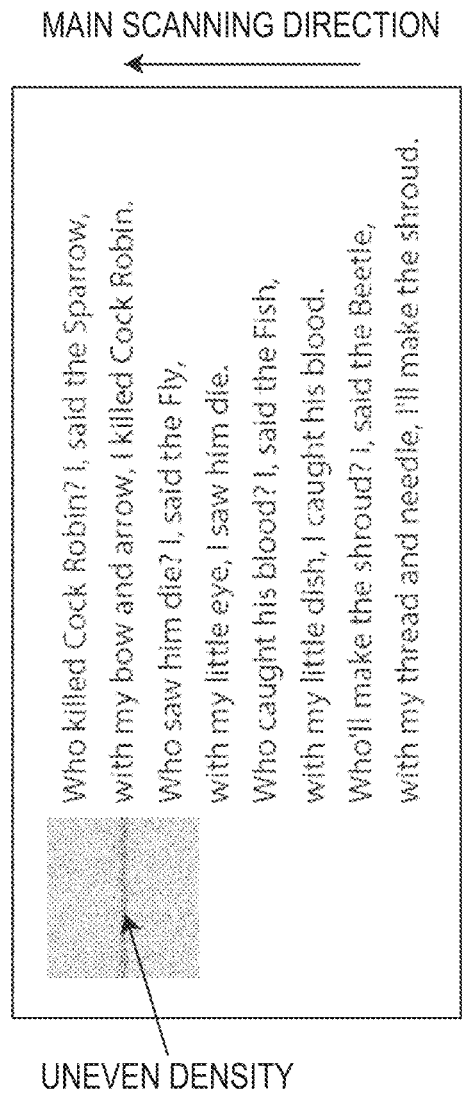 MAIN SCANNING DIRECTION
Who killed Cock Robin? I, said the Sparrow,
with my bow and arrow, I killed Cock Robin.
Who saw him die? I, said the Fly,
with my little eye, I saw him die.
Who caught his blood? I, said the Fish,
with my little dish, I caught his blood.
Who'll make the shroud? I, said the Beetle,
with my thread and needle, I'll make the shroud.
UNEVEN DENSITY